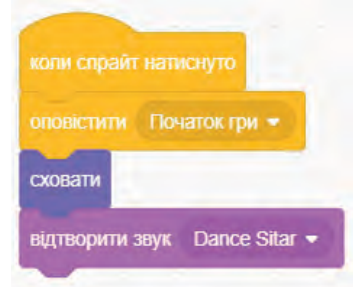 коли спрайт натиснуто
оповістити Початок гри
сховати
відтворити звук Dance Sitar